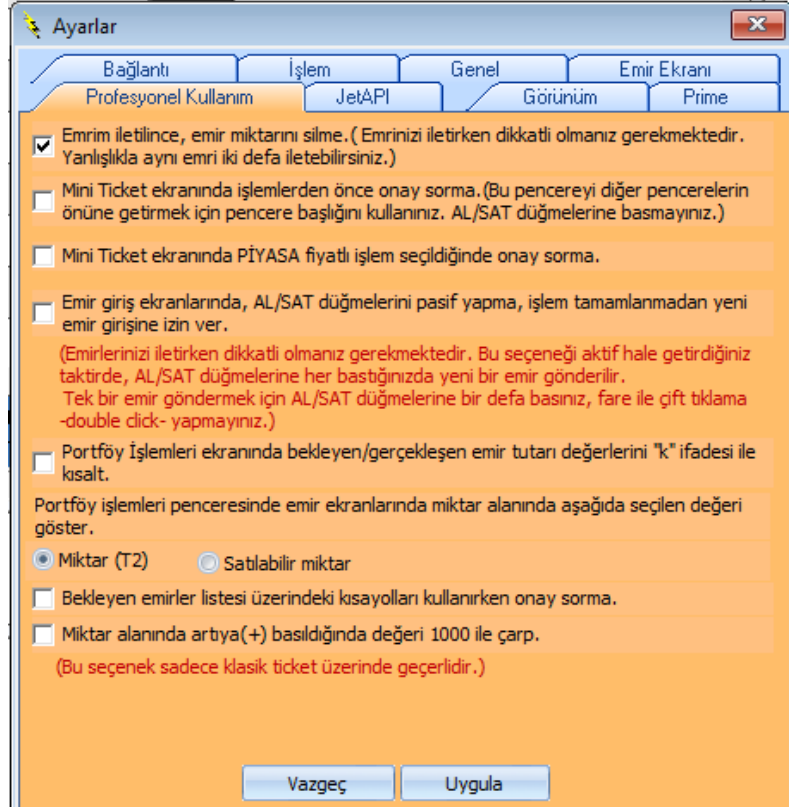 Ayarlar
Bağlantı İşlem Genel Emir Ekranı
Profesyonel Kullanım JetAPI Görünüm Prime
Emrim iletilince, emir miktarını silme.( Emrinizi iletirken dikkatli olmanız gerekmektedir.
Yanlışlıkla aynı emri iki defa iletebilirsiniz.)
Mini Ticket ekranında işlemlerden önce onay sorma.(Bu pencereyi diğer pencerelerin
önüne getirmek için pencere başlığını kullanınız. AL/SAT düğmelerine basmayınız.)
Mini Ticket ekranında PİYASA fiyatlı işlem seçildiğinde onay sorma.
Emir giriş ekranlarında, AL/SAT düğmelerini pasif yapma, işlem tamamlanmadan yeni
emir girişine izin ver.
(Emirlerinizi iletirken dikkatli olmanız gerekmektedir. Bu seçeneği aktif hale getirdiğiniz
taktirde, AL/SAT düğmelerine her bastığınızda yeni bir emir gönderilir.
Tek bir emir göndermek için AL/SAT düğmelerine bir defa basınız, fare ile çift tıklama
-double click- yapmayınız.)
Portföy İşlemleri ekranında bekleyen/gerçekleşen emir tutarı değerlerini "k" ifadesi ile
kısalt.
Portföy işlemleri penceresinde emir ekranlarında miktar alanında aşağıda seçilen değeri
göster.
Miktar (T2) Satılabilir miktar
Bekleyen emirler listesi üzerindeki kısayolları kullanırken onay sorma.
Miktar alanında artıya(+) basıldığında değeri 1000 ile çarp.
(Bu seçenek sadece klasik ticket üzerinde geçerlidir.)
Vazgeç Uygula